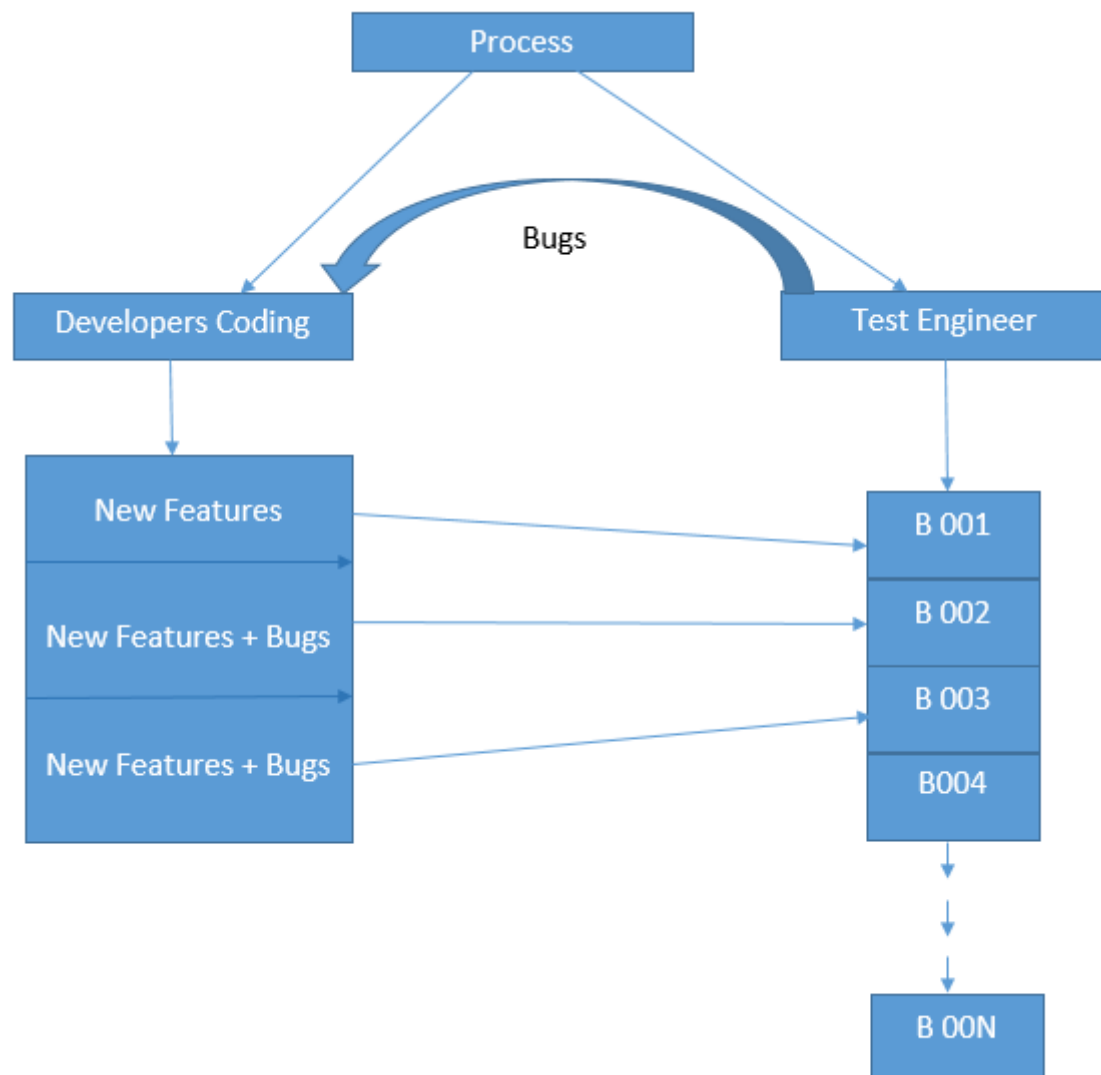 Process
Bugs
Developers Coding
Test Engineer
New Features
B 001
New Features + Bugs
B 002
New Features + Bugs
B 003
B004
B 00N